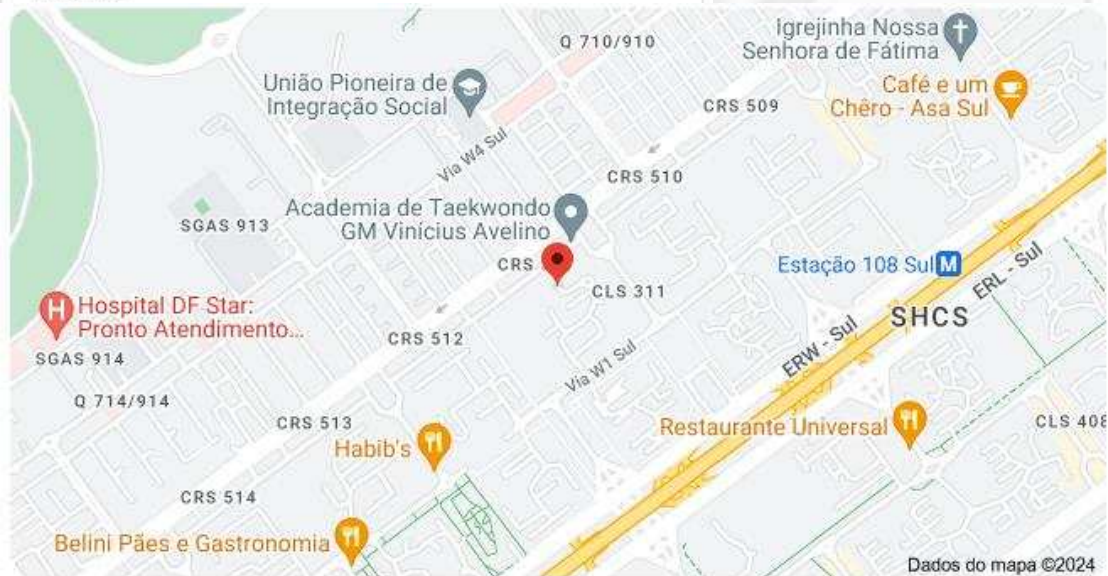 Igrejinha Nossa
Senhora de Fátima
Q 710/910
União Pioneira de
Integração Social
Café e um
Chêro - Asa Sul
CRS 509
Via W4 Sul
CRS 510
Academia de Taekwondo
GM Vinícius Avelino
SGAS 913
CRS
Estação 108 Sul
M
ERL - Sul
CLS 311
H
Hospital DF Star:
Pronto Atendimento...
SHCS
CRS 512
SGAS 914
ERW - Sul
Via W1 Sul
Q 714/914
CRS 513
Restaurante Universal
CLS 408
Habib's
CRS 514
Belini Pães e Gastronomia
Dados do mapa ©2024